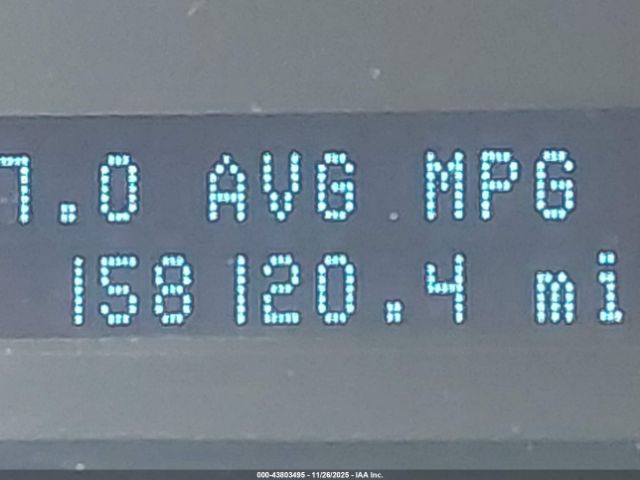 7.0 AVG MPG
158120.4 mi
000-43803495 - 11/26/2025 - IAA Inc.